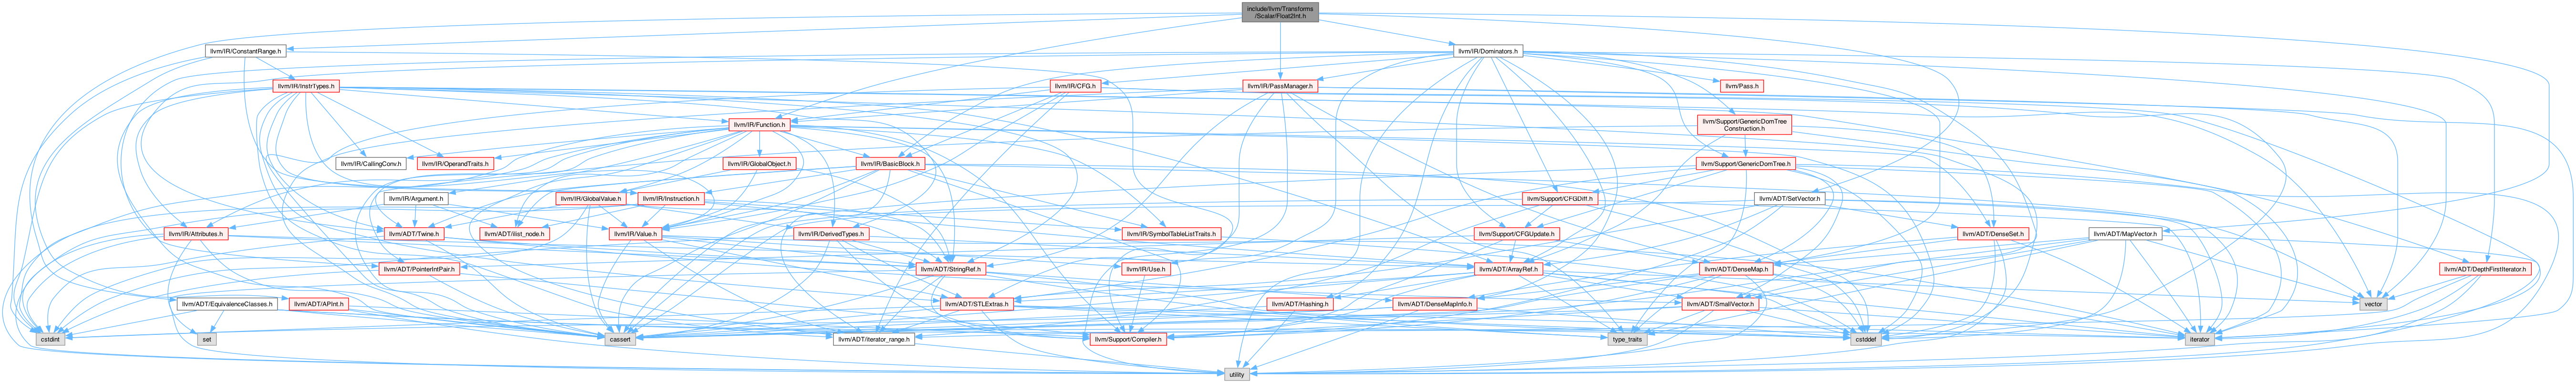 include/llvm/Transforms
/Scalar/Float2Int.h
llvm/IR/ConstantRange.h
llvm/IR/Dominators.h
llvm/IR/InstrTypes.h
llvm/IR/CFG.h
llvm/IR/PassManager.h
llvm/Pass.h
llvm/IR/Function.h
llvm/Support/GenericDomTree
Construction.h
llvm/IR/CallingConv.h
llvm/IR/OperandTraits.h
llvm/IR/GlobalObject.h
llvm/IR/BasicBlock.h
llvm/Support/GenericDomTree.h
llvm/IR/Argument.h
llvm/IR/GlobalValue.h
llvm/IR/Instruction.h
llvm/Support/CFGDiff.h
llvm/ADT/SetVector.h
llvm/IR/Attributes.h
llvm/ADT/Twine.h
llvm/ADT/ilist_node.h
llvm/IR/Value.h
llvm/IR/DerivedTypes.h
llvm/IR/SymbolTableListTraits.h
llvm/Support/CFGUpdate.h
llvm/ADT/DenseSet.h
llvm/ADT/MapVector.h
llvm/ADT/PointerIntPair.h
llvm/ADT/StringRef.h
llvm/IR/Use.h
llvm/ADT/ArrayRef.h
llvm/ADT/DenseMap.h
llvm/ADT/DepthFirstIterator.h
llvm/ADT/EquivalenceClasses.h
llvm/ADT/APInt.h
llvm/ADT/STLExtras.h
llvm/ADT/Hashing.h
llvm/ADT/DenseMapInfo.h
llvm/ADT/SmallVector.h
vector
cstdint
set
cassert
llvm/ADT/iterator_range.h
llvm/Support/Compiler.h
type_traits
cstddef
iterator
utility